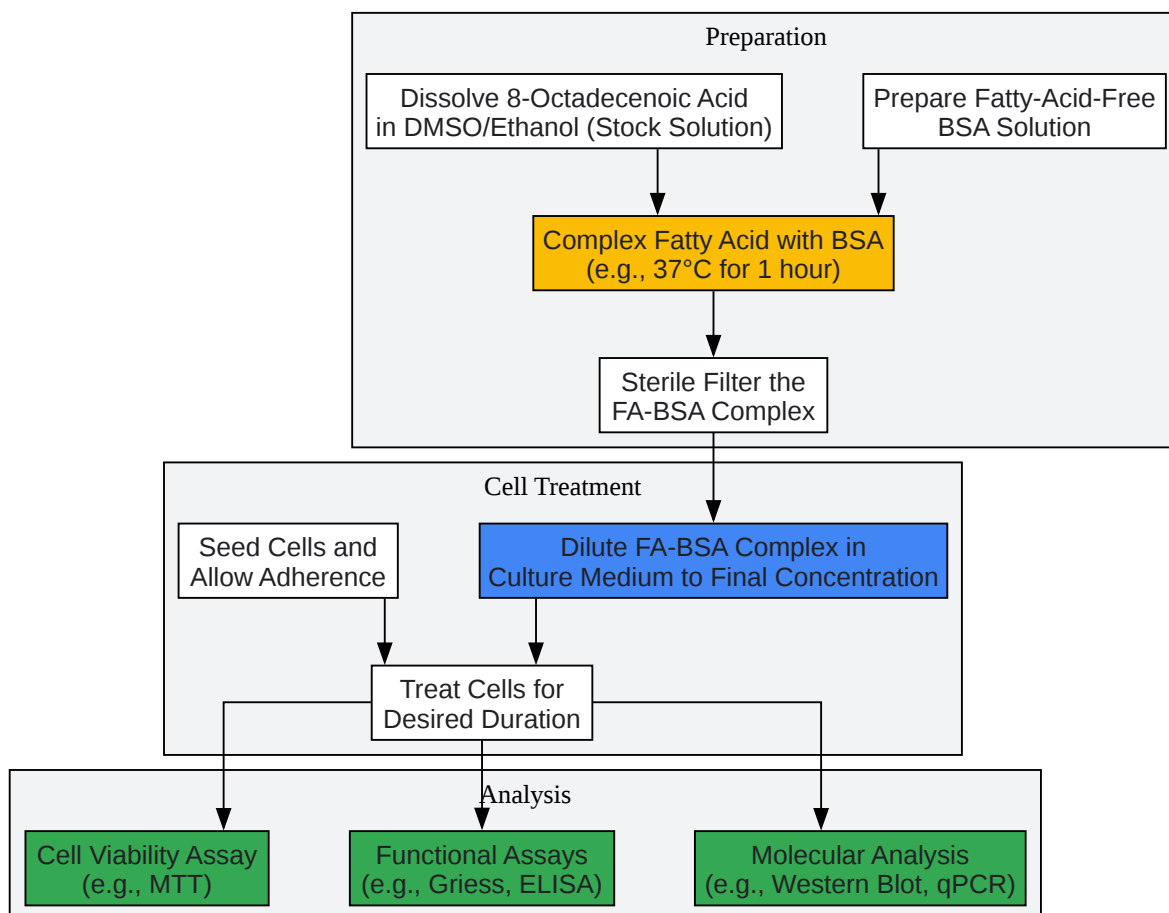 Preparation
Dissolve 8-Octadecenoic Acid
in DMSO/Ethanol (Stock Solution)
Prepare Fatty-Acid-Free
BSA Solution
Complex Fatty Acid with BSA
(e.g., 37°C for 1 hour)
Sterile Filter the
FA-BSA Complex
Cell Treatment
Seed Cells and
Allow Adherence
Dilute FA-BSA Complex in
Culture Medium to Final Concentration
Treat Cells for
Desired Duration
Analysis
Cell Viability Assay
(e.g., MTT)
Functional Assays
(e.g., Griess, ELISA)
Molecular Analysis
(e.g., Western Blot, qPCR)